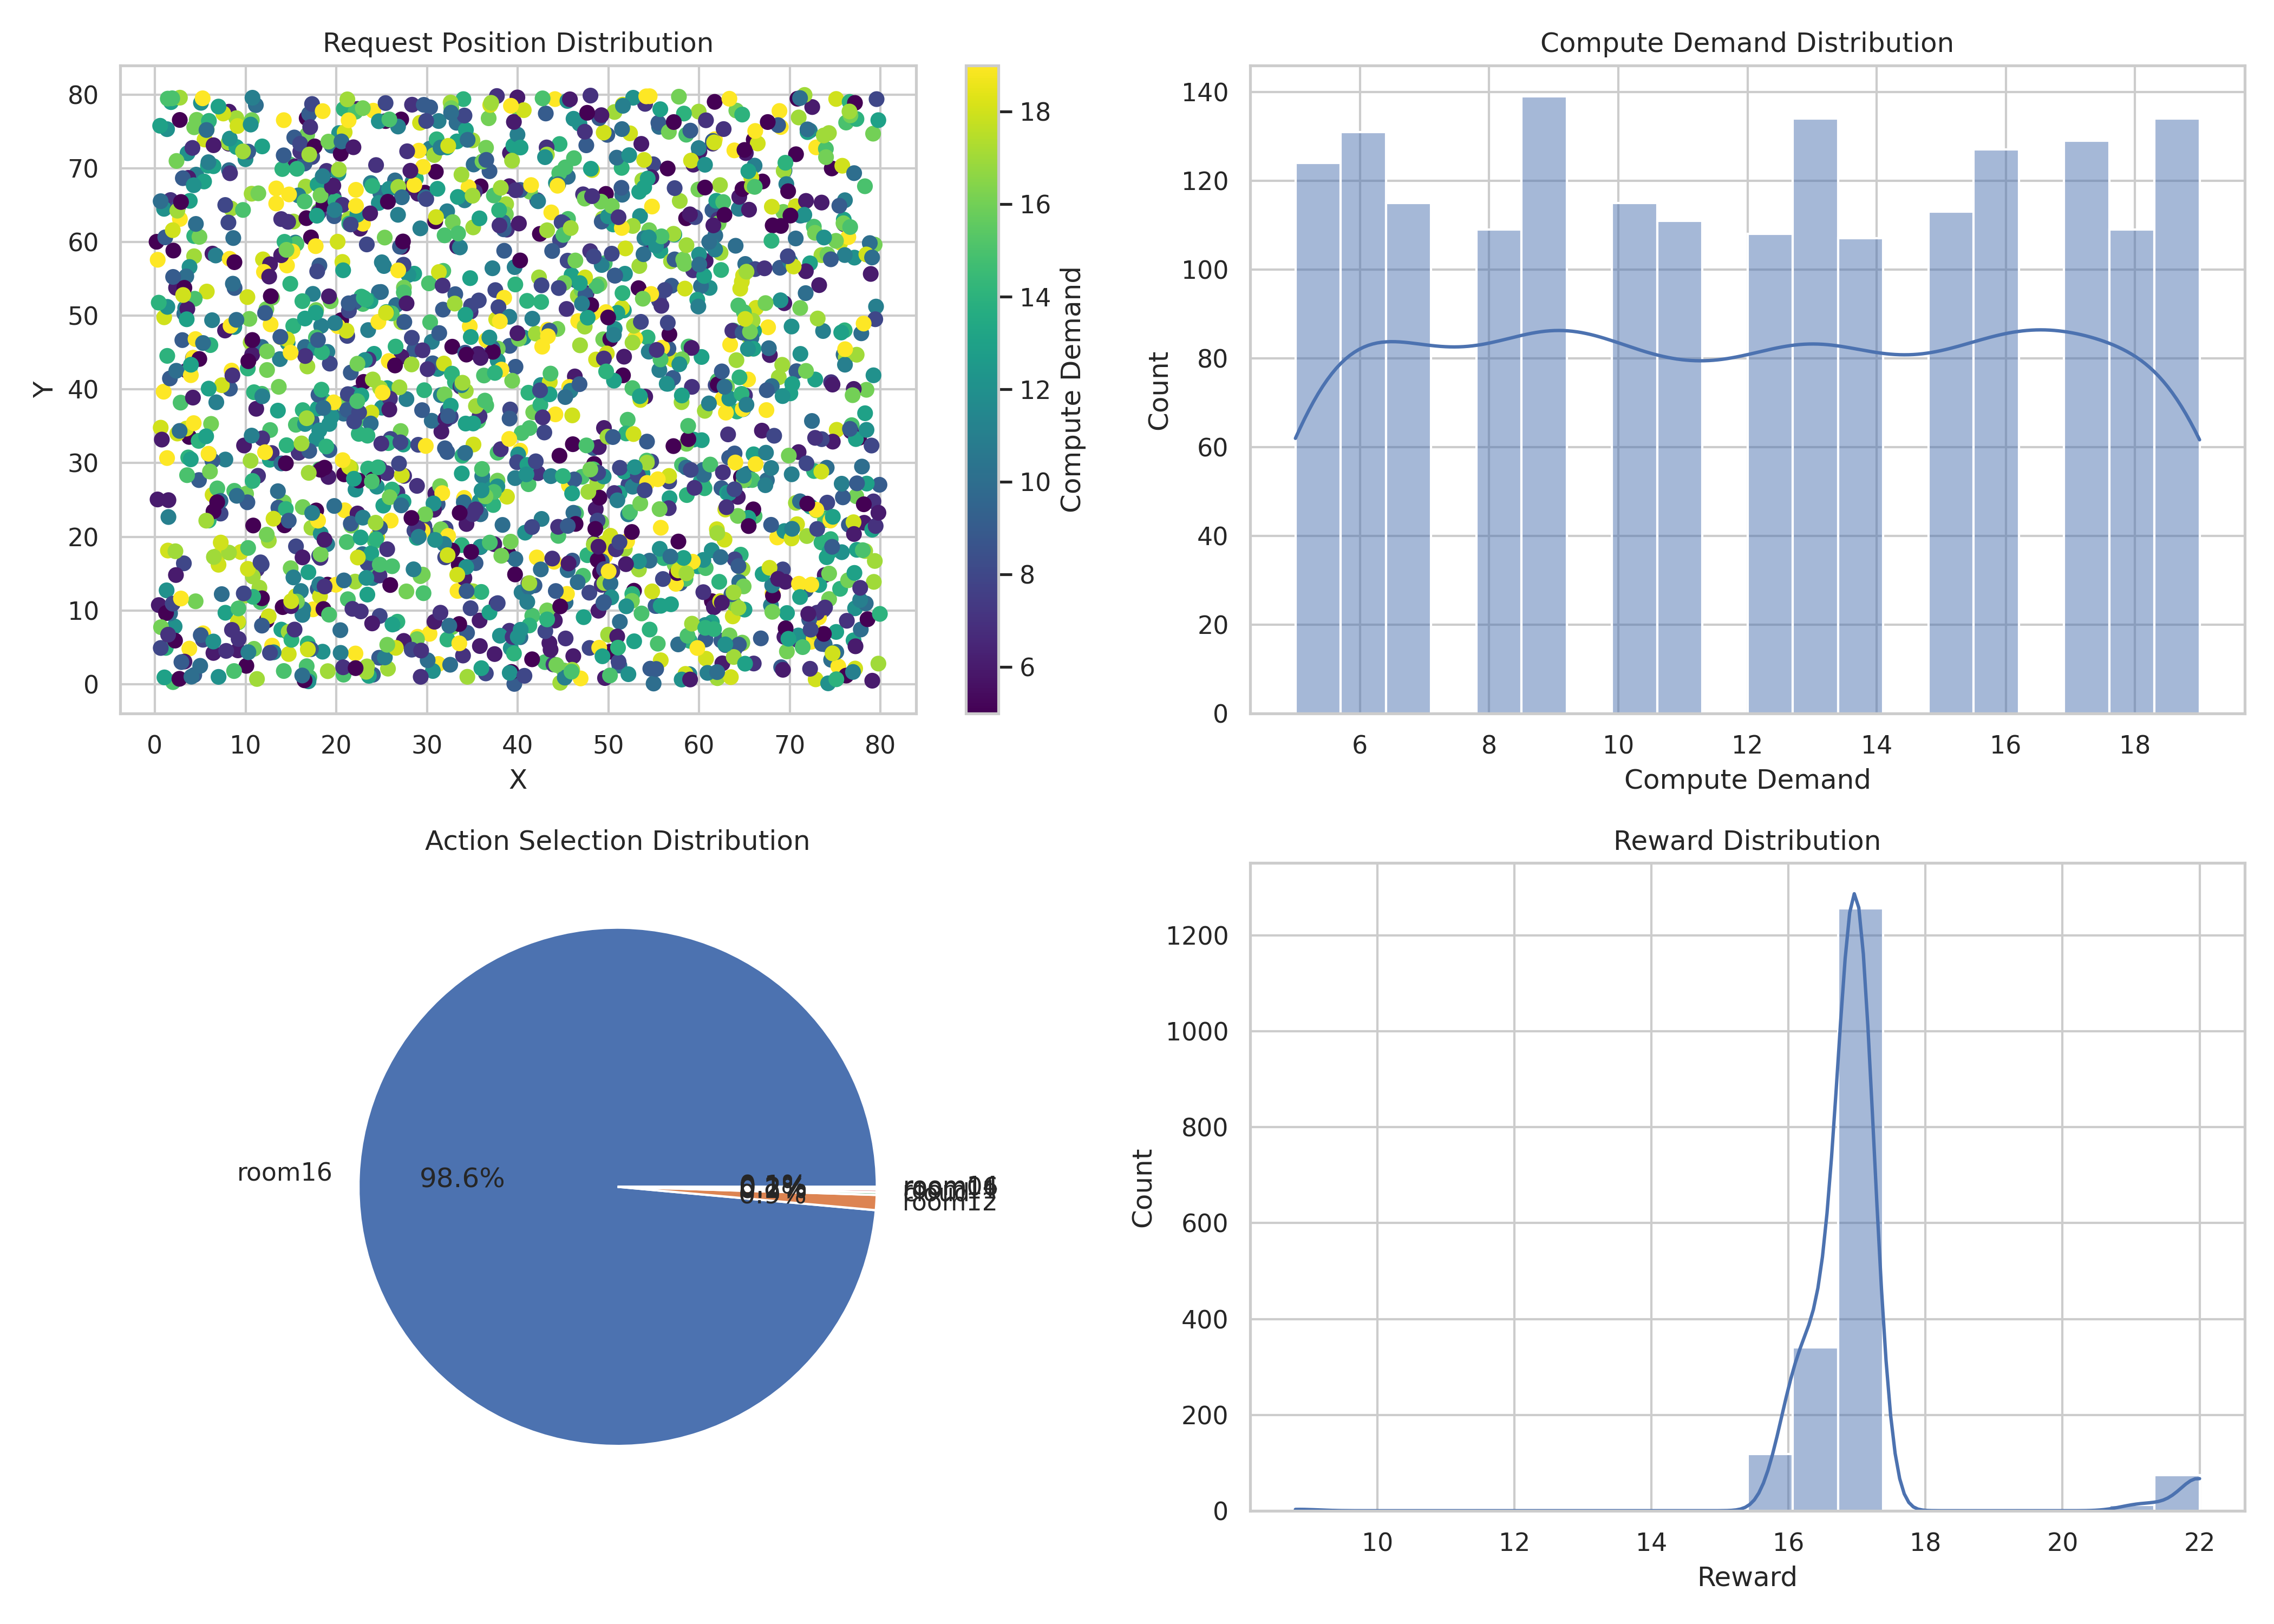 Request Position Distribution
80
70
60
50
40
30
20
10
0
Y
0 10 20 30 40 50 60 70 80
X
18
16
14
12
10
8
6
Compute Demand
Compute Demand Distribution
140
120
100
80
60
40
20
0
Count
6 8 10 12 14 16 18
Compute Demand
Action Selection Distribution
room16
98.6%
room12
Reward Distribution
1200
1000
800
600
400
200
0
Count
10 12 14 16 18 20 22
Reward